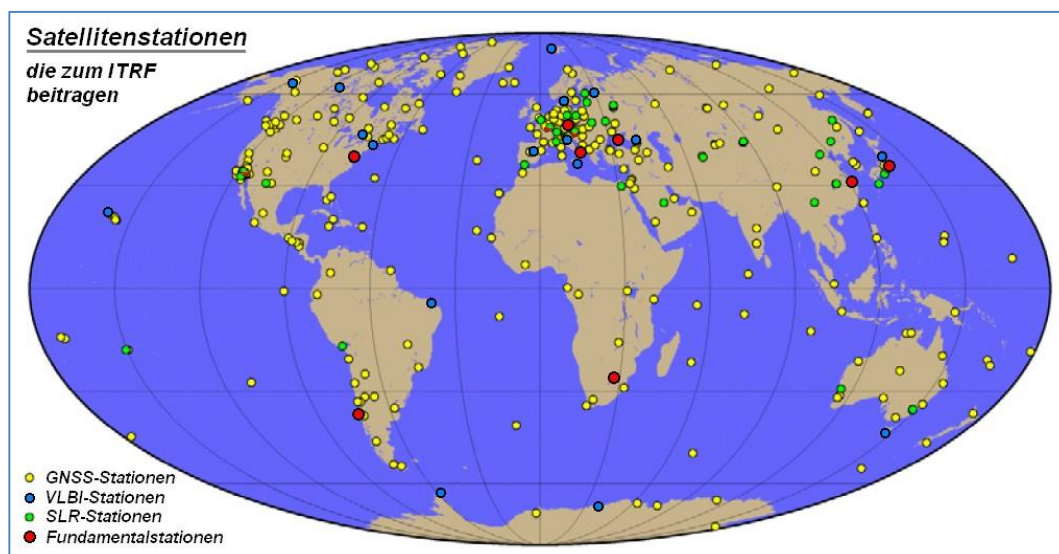 Satellitenstationen
die zum ITRF
beitragen
GNSS-Stationen
VLBI-Stationen
SLR-Stationen
Fundamentalstationen